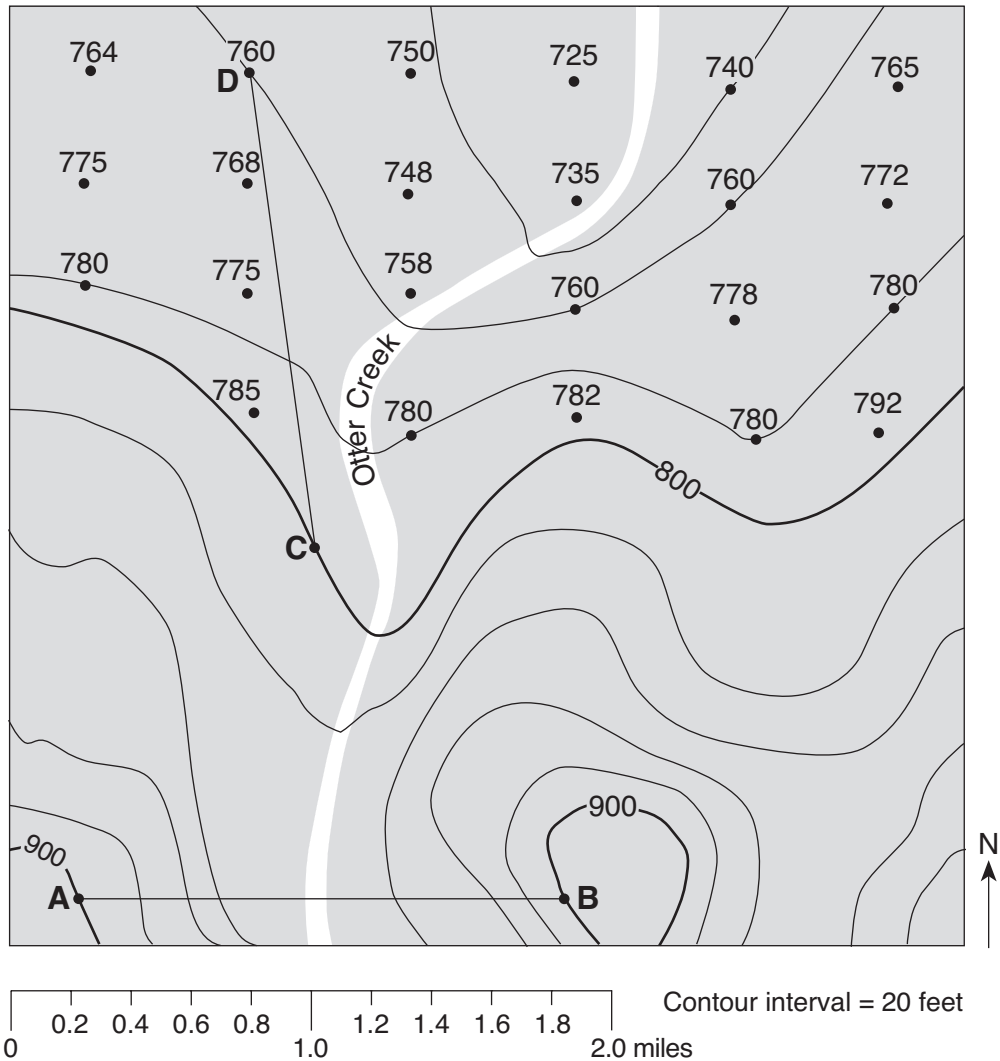 764 760 750 725 740 765
D
775 768 748 735 760 772
780 775 758 760 778 780
Otter Creek
785 780 782 780 792
800
C
900
900
A B
N
0 0.2 0.4 0.6 0.8 1.0 1.2 1.4 1.6 1.8 2.0 miles
Contour interval = 20 feet